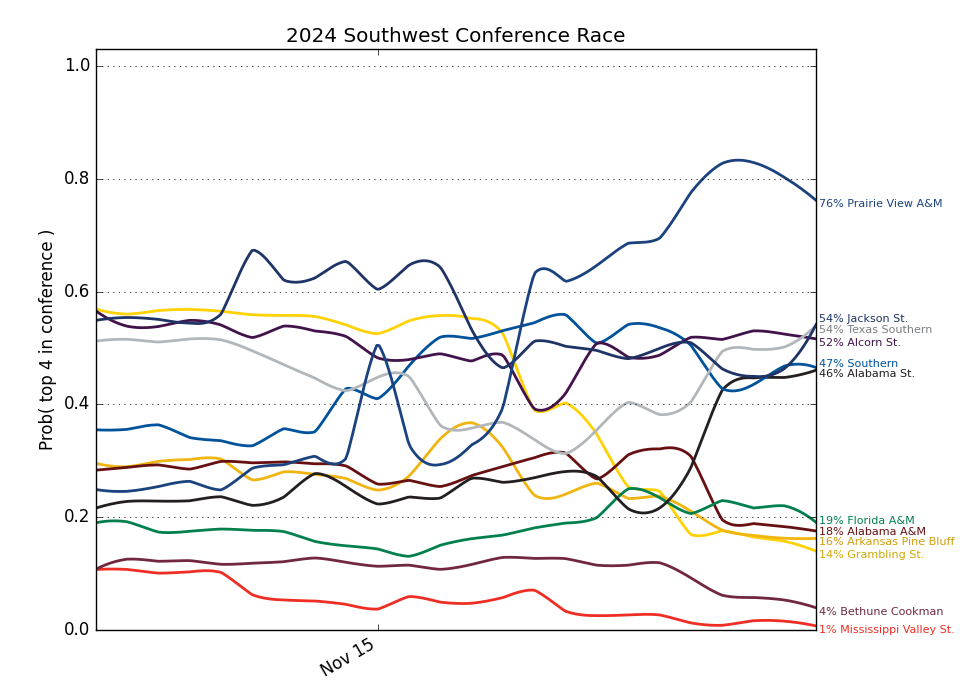 2024 Southwest Conference Race
1.0
0.8
0.6
0.4
0.2
0.0
Prob( top 4 in conference )
Nov 15
76% Prairie View A&M
54% Jackson St.
54% Texas Southern
52% Alcorn St.
47% Southern
46% Alabama St.
19% Florida A&M
18% Alabama A&M
16% Arkansas Pine Bluff
14% Grambling St.
4% Bethune Cookman
1% Mississippi Valley St.